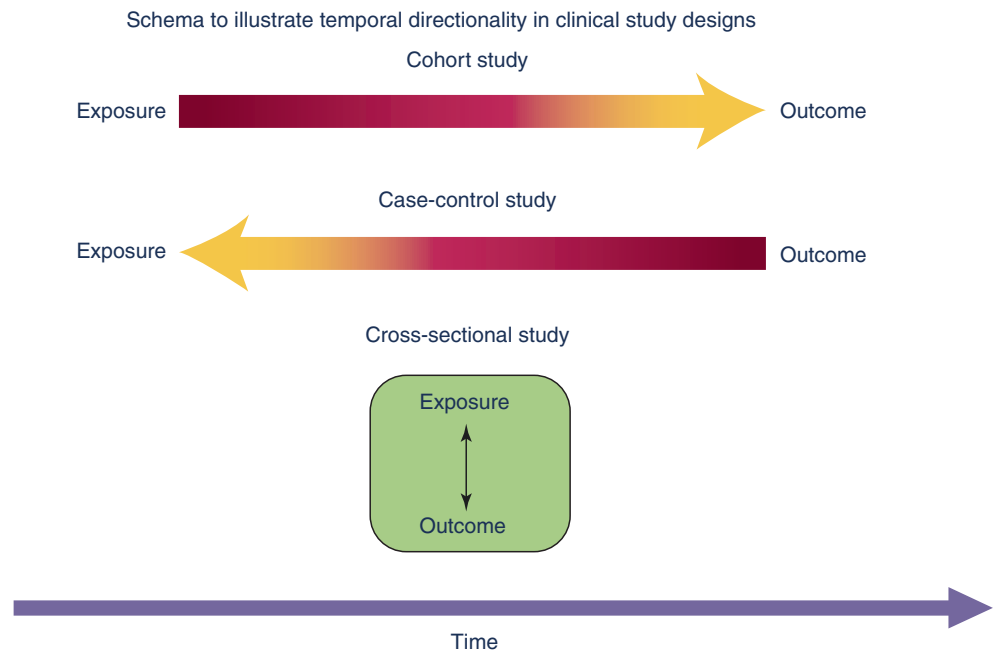 Schema to illustrate temporal directionality in clinical study designs
Cohort study
Exposure
Outcome
Case-control study
Exposure
Outcome
Cross-sectional study
Exposure
Outcome
Time